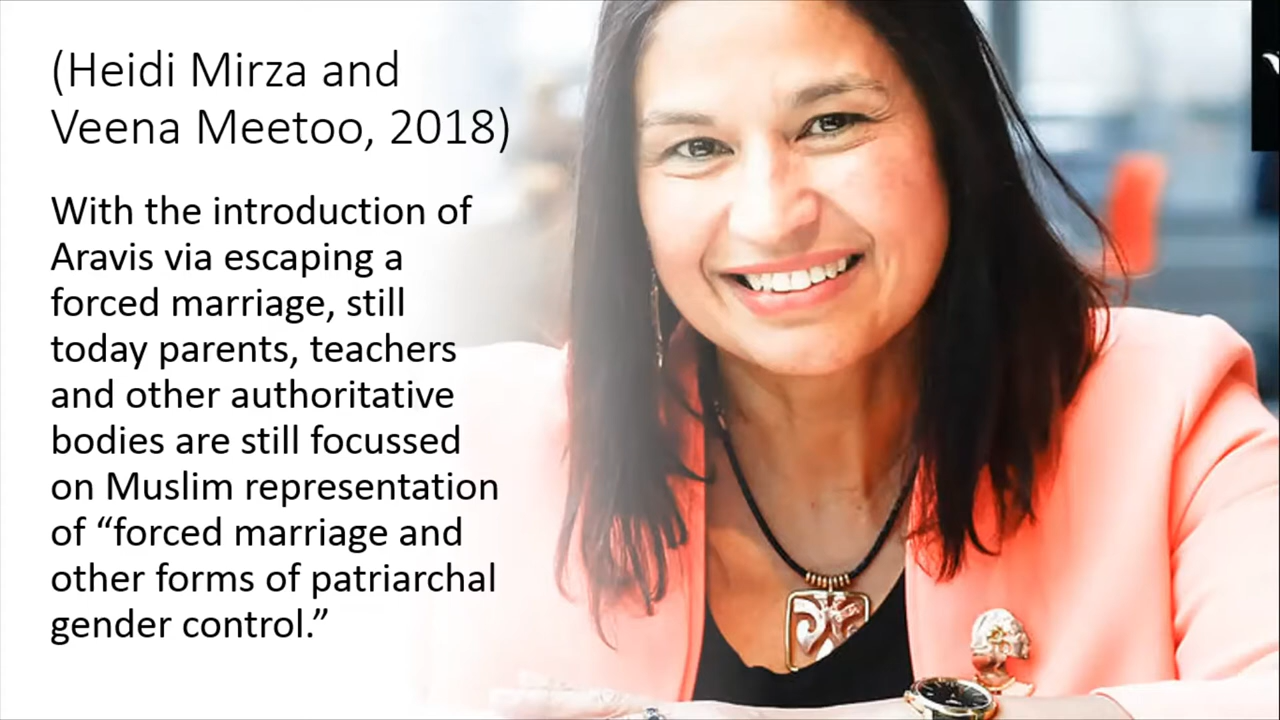 (Heidi Mirza and
Veena Meetoo, 2018)
With the introduction of
Aravis via escaping a
forced marriage, still
today parents, teachers
and other authoritative
bodies are still focussed
on Muslim representation
of “forced marriage and
other forms of patriarchal
gender control.”